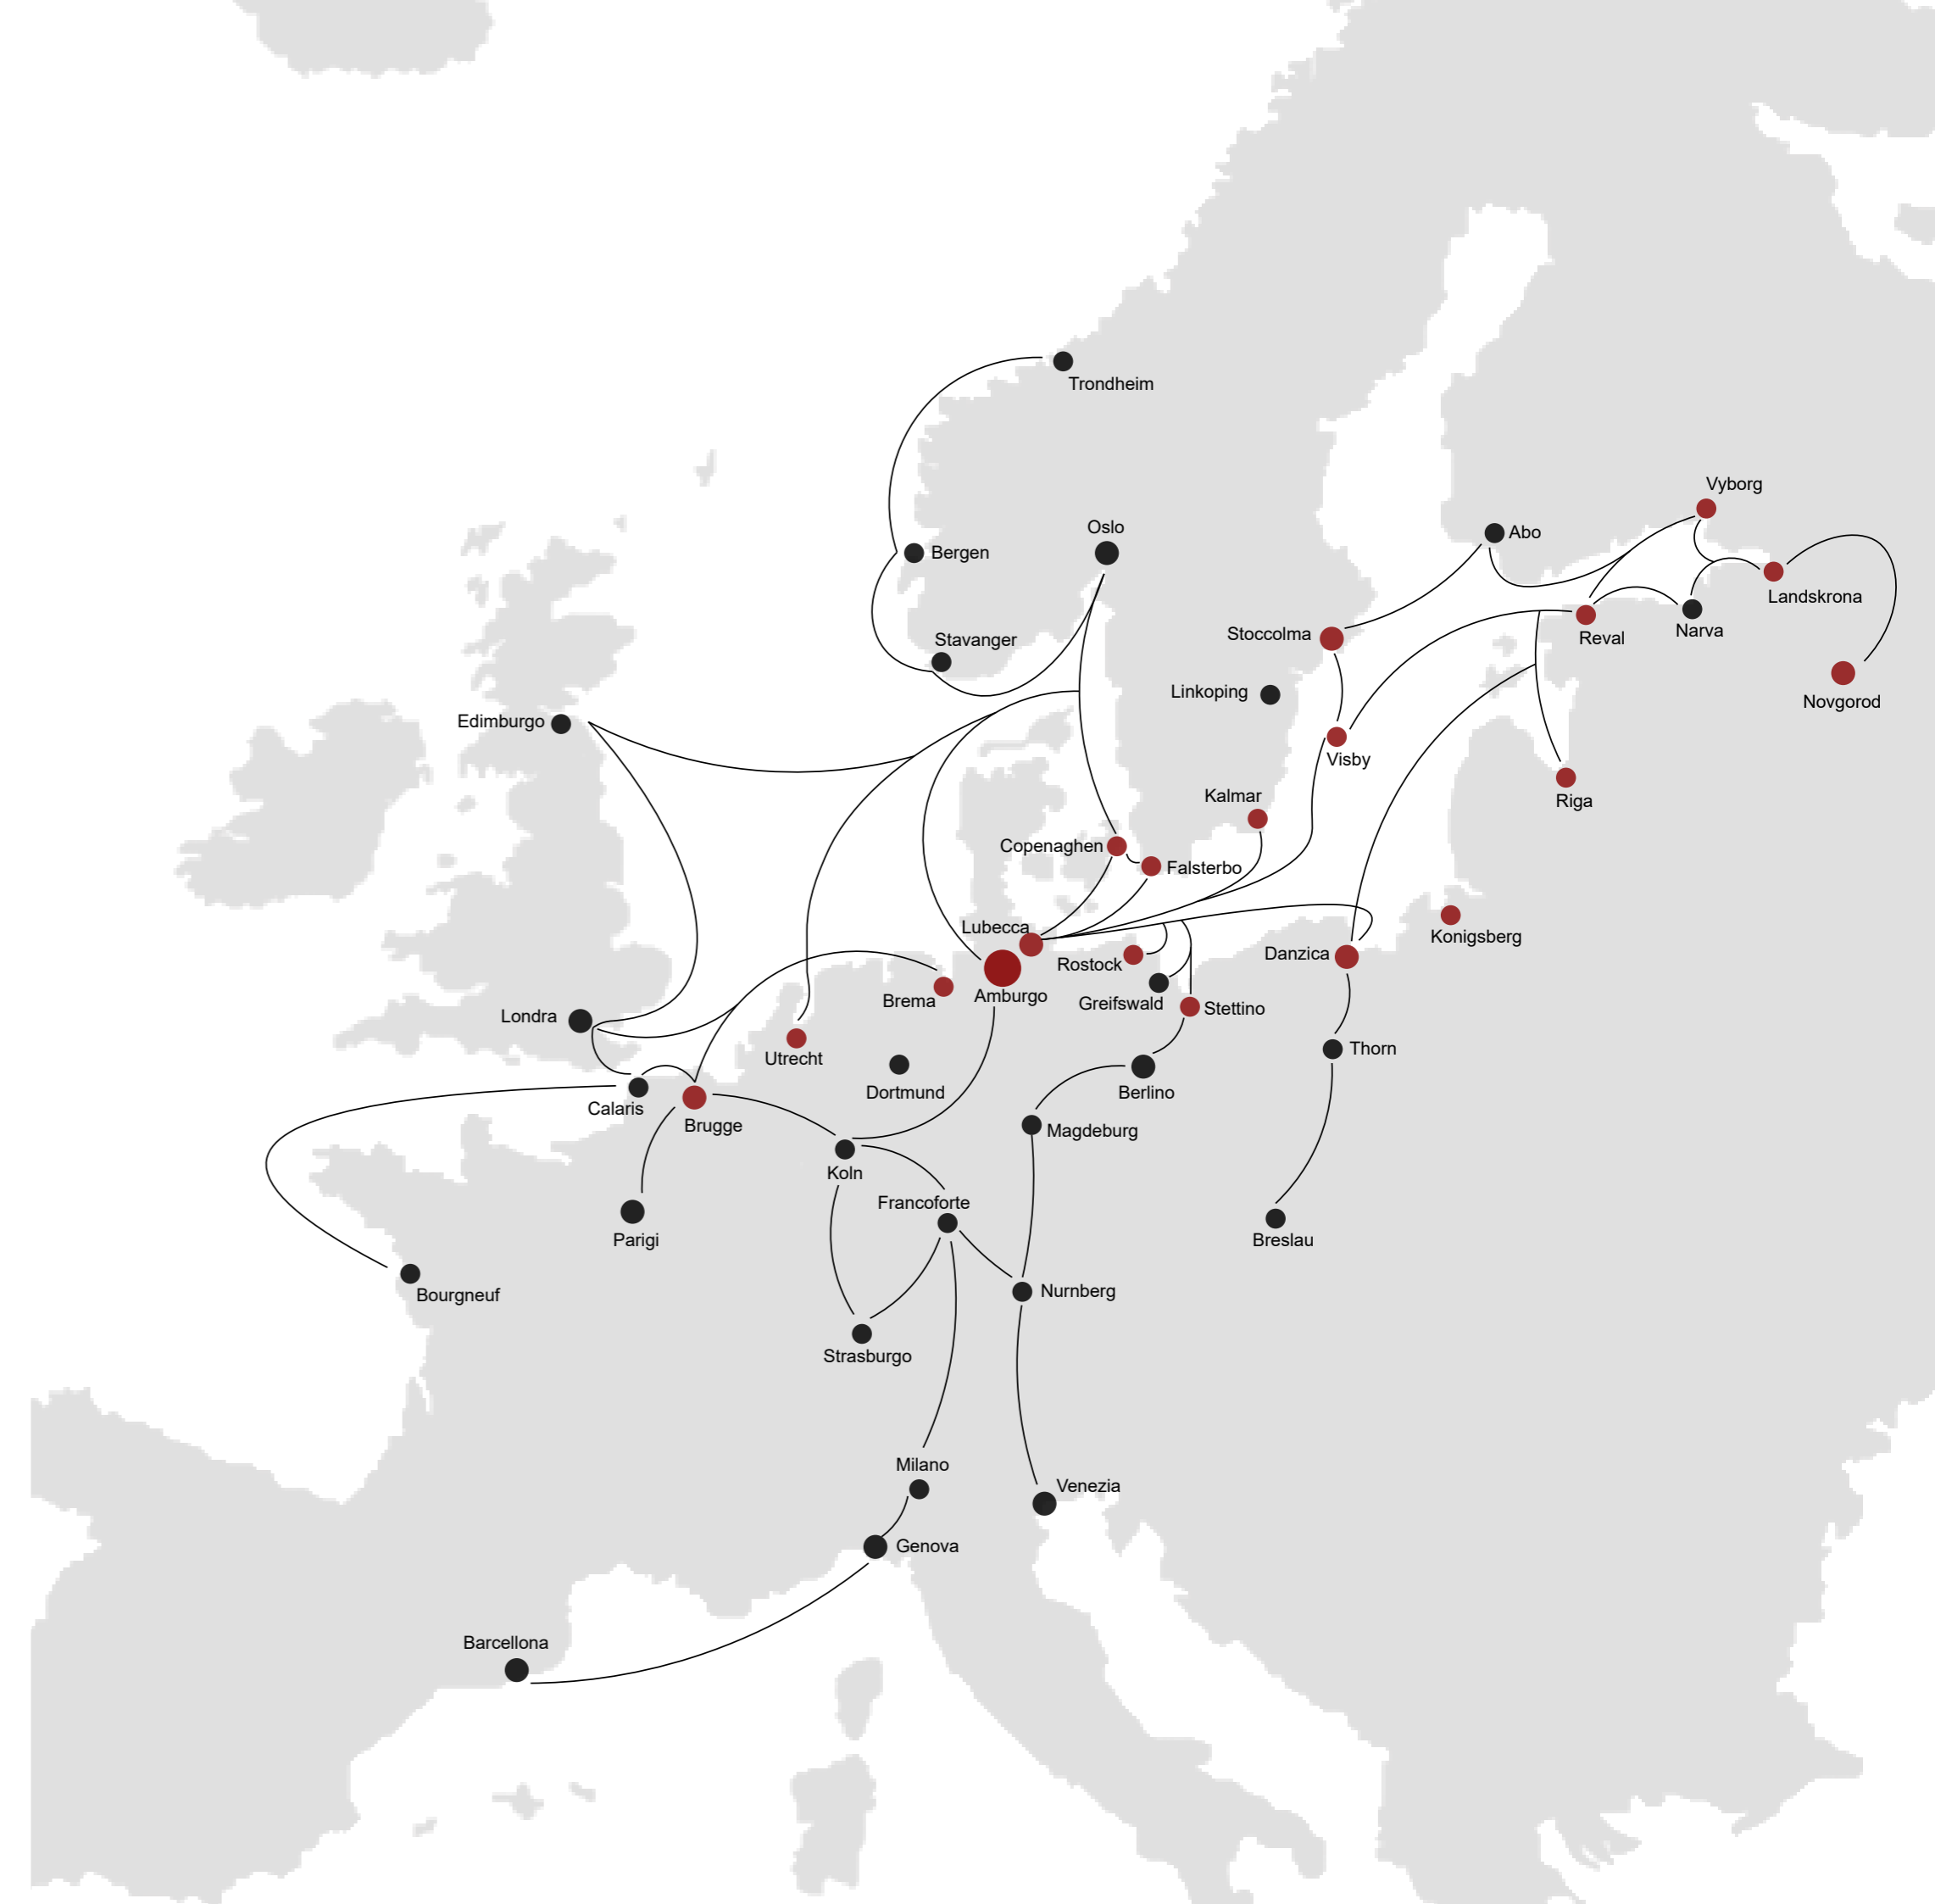 Trondheim
Vyborg
Oslo
Abo
Bergen
Landskrona
Narva
Reval
Stoccolma
Stavanger
Linkoping
Novgorod
Edimburgo
Visby
Kalmar
Riga
Copenaghen
Falsterbo
Lubecca
Konigsberg
Danzica
Rostock
Amburgo
Brema
Greifswald
Stettino
Londra
Thorn
Utrecht
Dortmund
Berlino
Calaris
Brugge
Magdeburg
Koln
Francoforte
Parigi
Breslau
Nurnberg
Bourgneuf
Strasburgo
Milano
Venezia
Genova
Barcellona